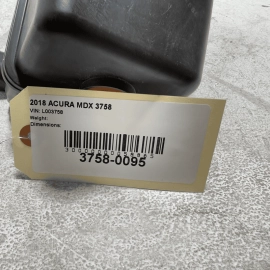 2018 ACURA MDX 3758
VIN: L003758
Weight:
Dimensions:
3758-0095